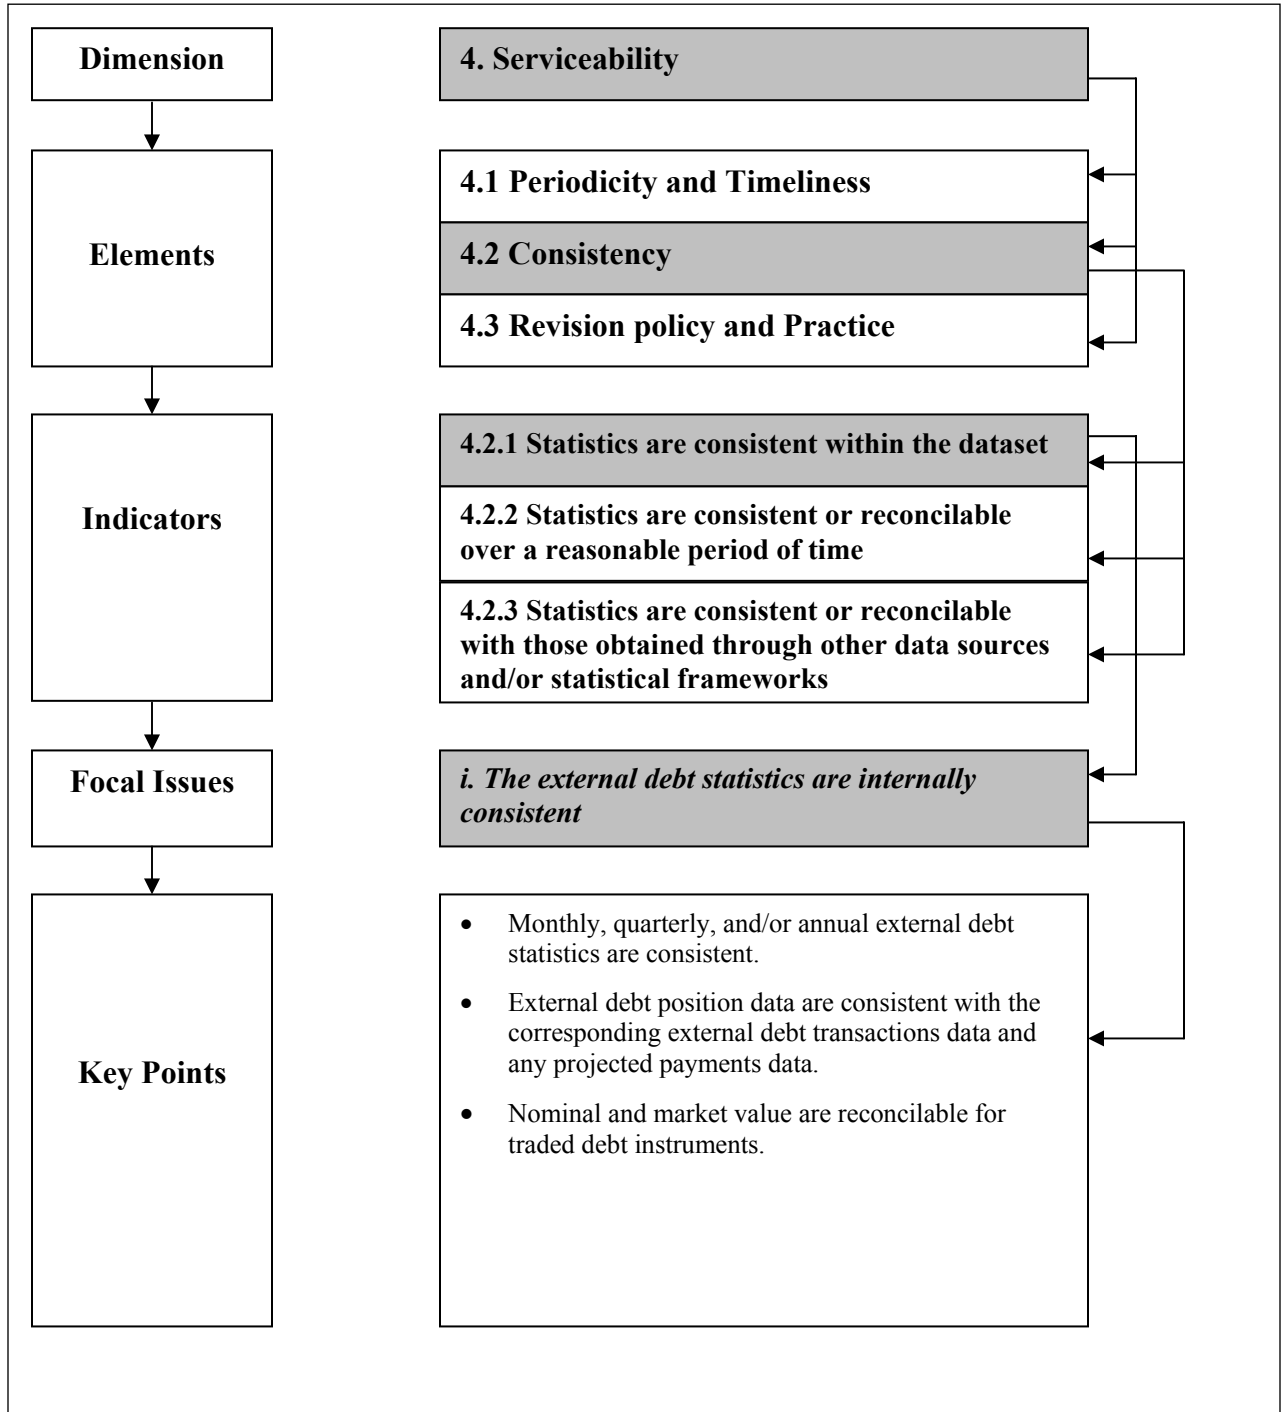 Dimension
4. Serviceability
Elements
4.1 Periodicity and Timeliness
4.2 Consistency
4.3 Revision policy and Practice
Indicators
4.2.1 Statistics are consistent within the dataset
4.2.2 Statistics are consistent or reconcilable
over a reasonable period of time
4.2.3 Statistics are consistent or reconcilable
with those obtained through other data sources
and/or statistical frameworks
Focal Issues
i. The external debt statistics are internally
consistent
Key Points
• Monthly, quarterly, and/or annual external debt
statistics are consistent.
• External debt position data are consistent with the
corresponding external debt transactions data and
any projected payments data.
• Nominal and market value are reconcilable for
traded debt instruments.